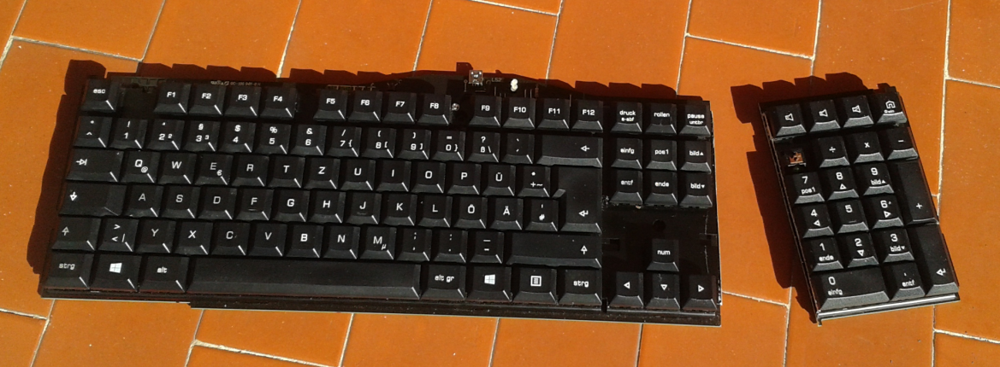 esc F1 F2 F3 F4 F5 F6 F7 F8 F9 F10 F11 F12 druck s-abf rollen pause untbr
° ^ ! 1 " 2 ² § 3 ³ $ 4 % 5 & 6 / 7 { ( 8 [ ) 9 ] = 0 } ? ß \ ` ´ einfg pos1 bild
Q @ W E € R T Z U I O P Ü * + ~ entf ende bild
A S D F G H J K L Ö Ä ' #
> < | Y X C V B N M µ ; , : . _ - num
strg alt alt gr strg
÷ x -
7 pos1 8 9 bild
4 5 6 +
1 ende 2 3 bild
0 einfg , entf